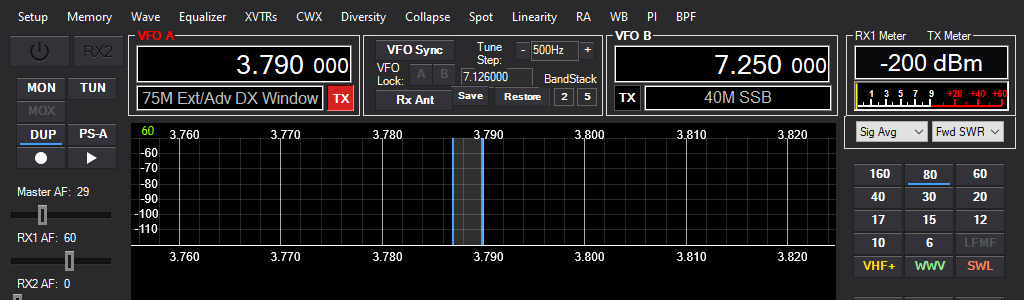 Setup Memory Wave Equalizer XVTRs CWX Diversity Collapse Spot Linearity RA WB PI BPF
RX2
MON TUN
MOX
DUP PS-A
Master AF: 29
RX1 AF: 60
RX2 AF: 0
VFO A
3.790 000
75M Ext/Adv DX Window TX
VFO Sync
Tune Step: - 500Hz +
VFO Lock: A B
7.126000
BandStack
Rx Ant Save Restore 2 5
VFO B
7.250 000
TX 40M SSB
RX1 Meter TX Meter
-200 dBm
1 3 5 7 9 +20 +40 +60
Sig Avg Fwd SWR
60 3.760 3.770 3.780 3.790 3.800 3.810 3.820
-60
-70
-80
-90
-100
-110
3.760 3.770 3.780 3.790 3.800 3.810 3.820
160 80 60
40 30 20
17 15 12
10 6 LFMF
VHF+ WWV SWL